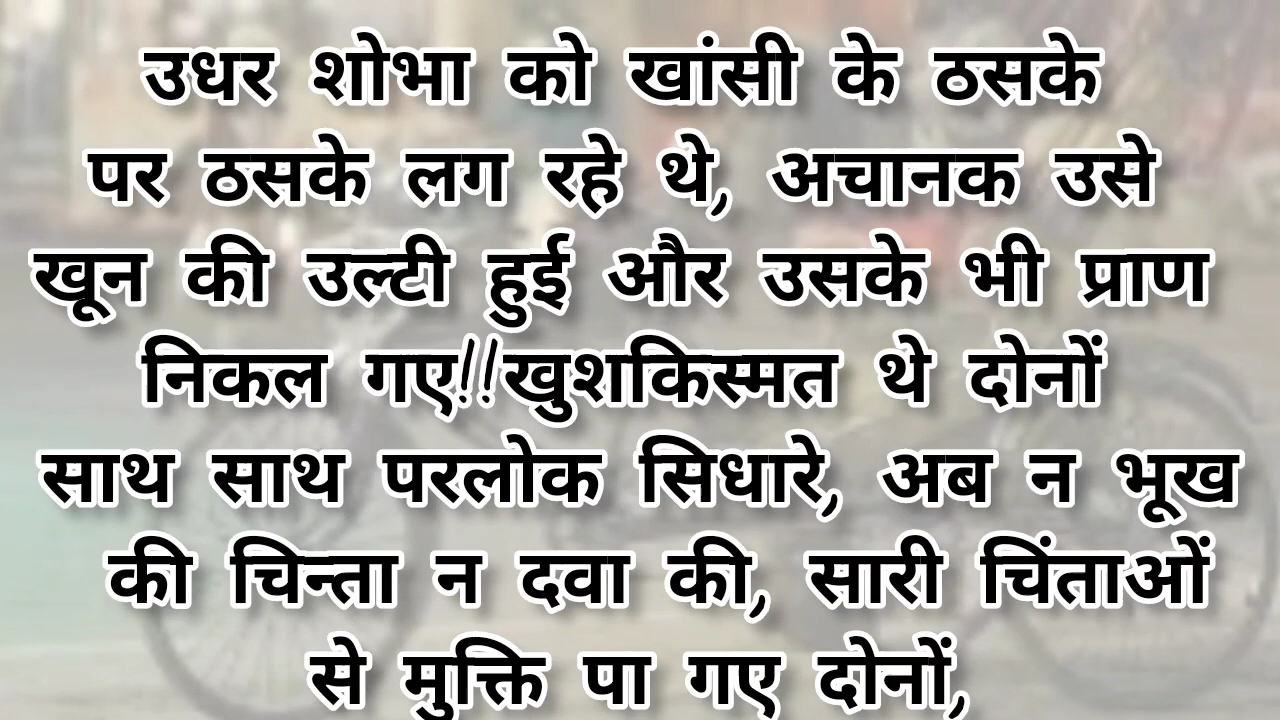 उधर शोभा को खांसी के ठसके
पर ठसके लग रहे थे, अचानक उसे
खून की उल्टी हुई और उसके भी प्राण
निकल गए!!खुशकिस्मत थे दोनों
साथ साथ परलोक सिधारे, अब न भूख
की चिन्ता न दवा की, सारी चिंताओं
से मुक्ति पा गए दोनों,